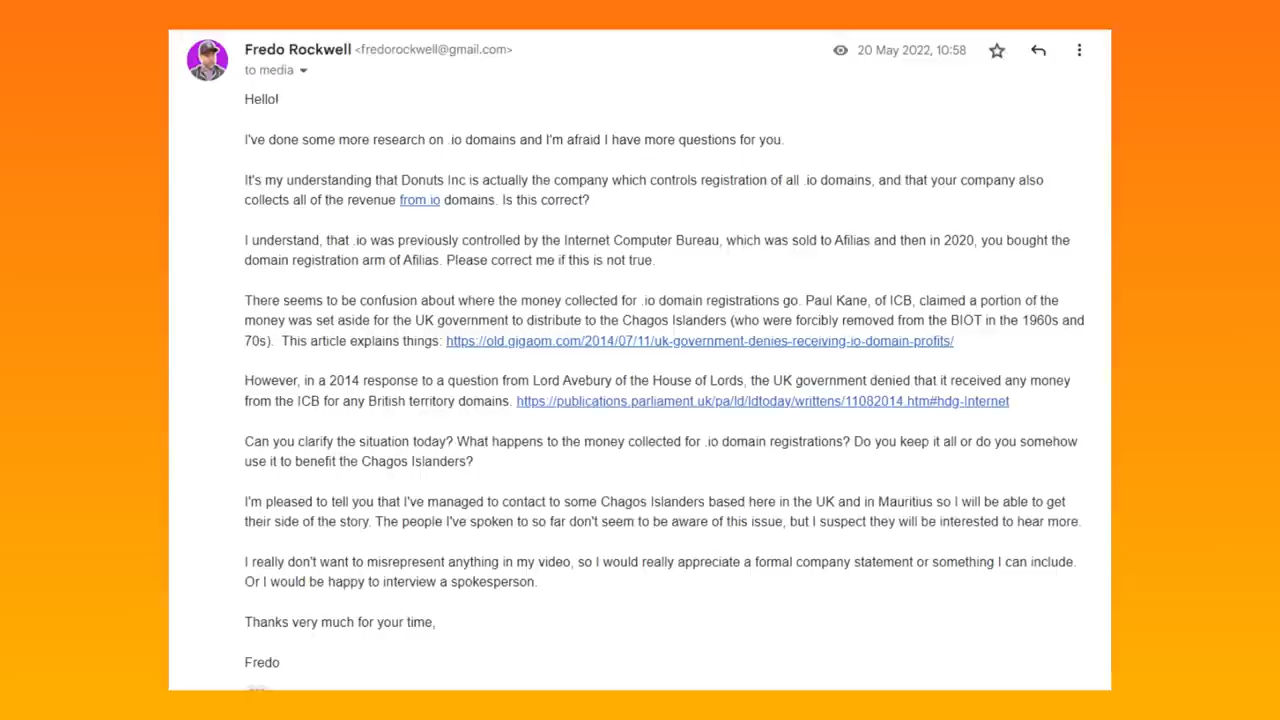 Fredo Rockwell <fredorockwell@gmail.com>
20 May 2022, 10:58
to media
Hello!
I've done some more research on .io domains and I'm afraid I have more questions for you.
It's my understanding that Donuts Inc is actually the company which controls registration of all .io domains, and that your company also
collects all of the revenue from io domains. Is this correct?
I understand, that .io was previously controlled by the Internet Computer Bureau, which was sold to Afilias and then in 2020, you bought the
domain registration arm of Afilias. Please correct me if this is not true.
There seems to be confusion about where the money collected for .io domain registrations go. Paul Kane, of ICB, claimed a portion of the
money was set aside for the UK government to distribute to the Chagos Islanders (who were forcibly removed from the BIOT in the 1960s and
70s). This article explains things: https://old.gigaom.com/2014/07/11/uk-government-denies-receiving-io-domain-profits/
However, in a 2014 response to a question from Lord Avebury of the House of Lords, the UK government denied that it received any money
from the ICB for any British territory domains. https://publications.parliament.uk/pa/ld/ldtoday/writtens/11082014.htm#hdg-Internet
Can you clarify the situation today? What happens to the money collected for .io domain registrations? Do you keep it all or do you somehow
use it to benefit the Chagos Islanders?
I'm pleased to tell you that I've managed to contact to some Chagos Islanders based here in the UK and in Mauritius so I will be able to get
their side of the story. The people I've spoken to so far don't seem to be aware of this issue, but I suspect they will be interested to hear more.
I really don't want to misrepresent anything in my video, so I would really appreciate a formal company statement or something I can include.
Or I would be happy to interview a spokesperson.
Thanks very much for your time,
Fredo